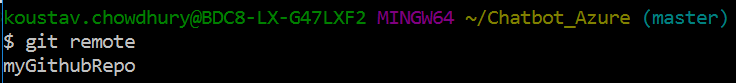 koustav.chowdhury@BDC8-LX-G47LXF2 MINGW64 ~/Chatbot_Azure (master)
$ git remote
myGithubRepo